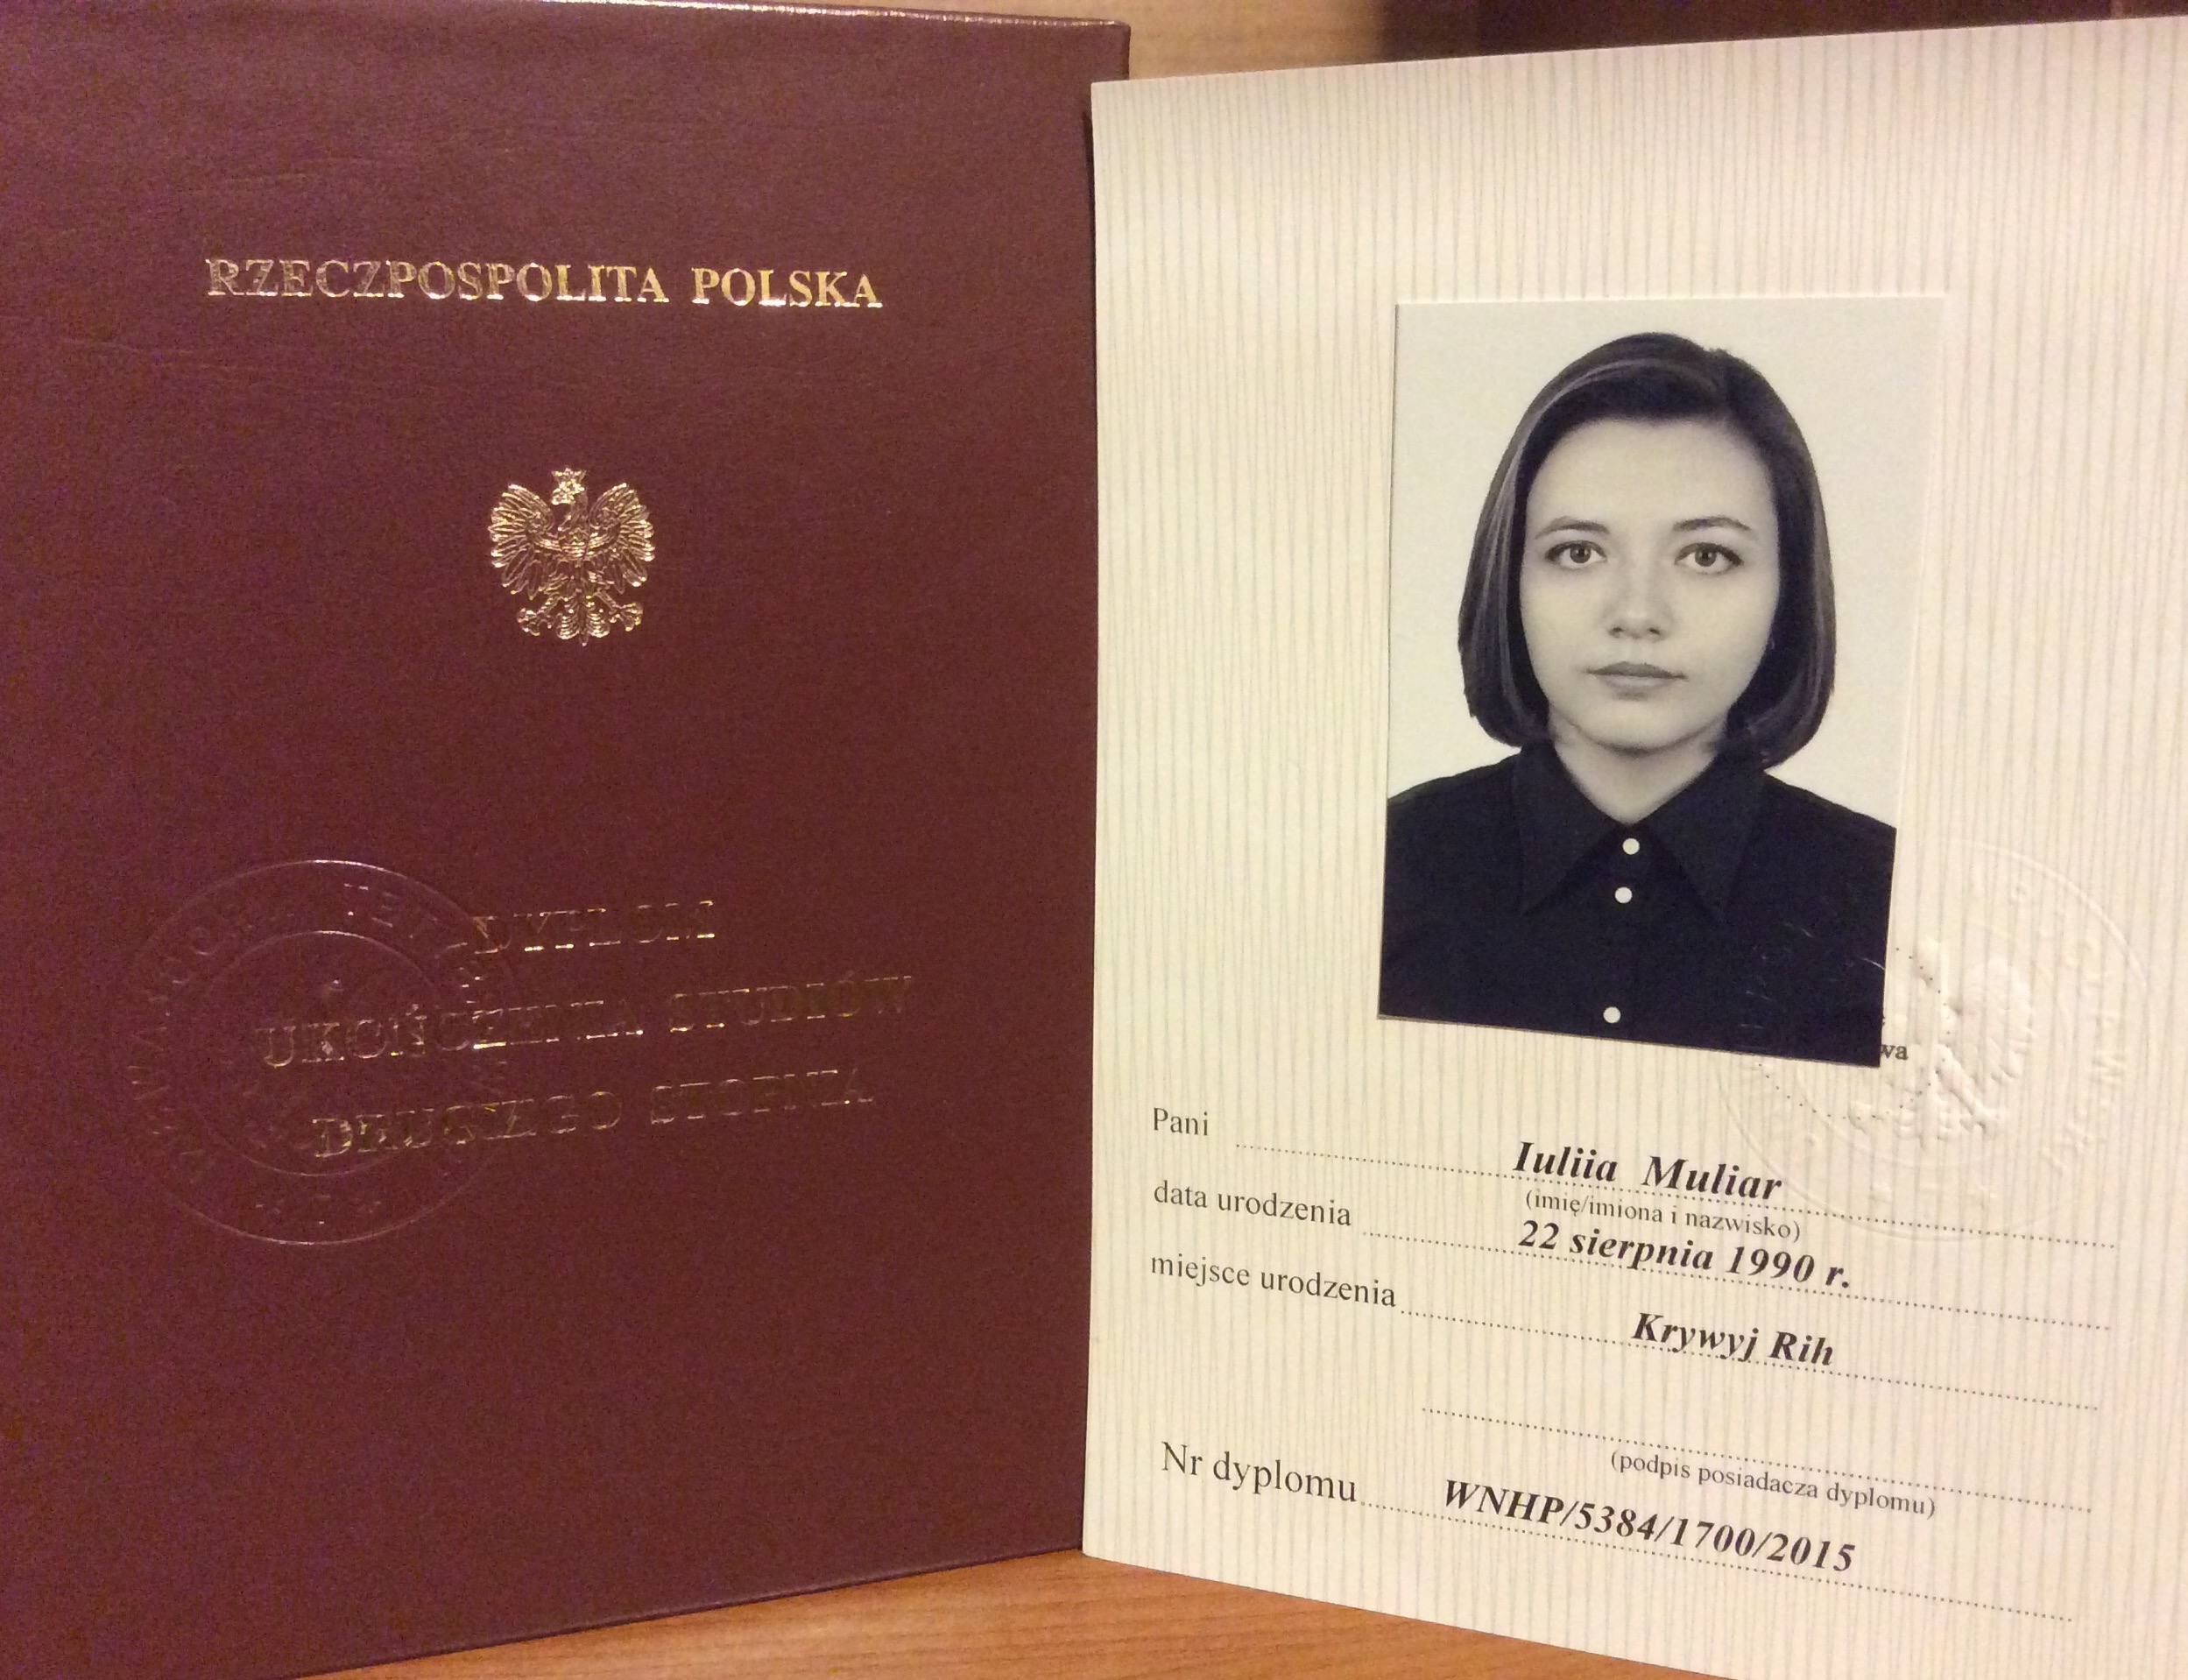 RZECZPOSPOLITA POLSKA
DYPLOM
UKOŃCZENIA STUDIÓW
DRUGIEGO STOPNIA
wa
Pani Iuliia Muliar
(imię/imiona i nazwisko)
data urodzenia 22 sierpnia 1990 r.
miejsce urodzenia Krywyj Rih
(podpis posiadacza dyplomu)
Nr dyplomu WNHP/5384/1700/2015